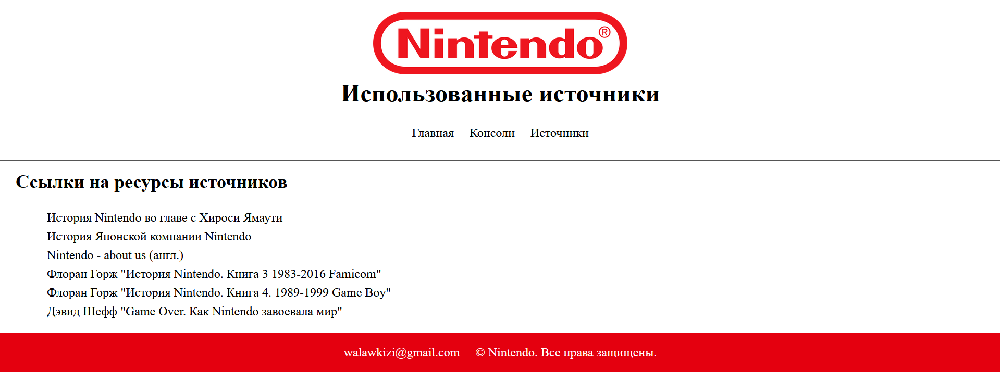 Nintendo®
Использованные источники
Главная Консоли Источники
Ссылки на ресурсы источников
История Nintendo во главе с Хироси Ямаути
История Японской компании Nintendo
Nintendo - about us (англ.)
Флоран Горж "История Nintendo. Книга 3 1983-2016 Famicom"
Флоран Горж "История Nintendo. Книга 4. 1989-1999 Game Boy"
Дэвид Шефф "Game Over. Как Nintendo завоевала мир"
walawkizi@gmail.com © Nintendo. Все права защищены.